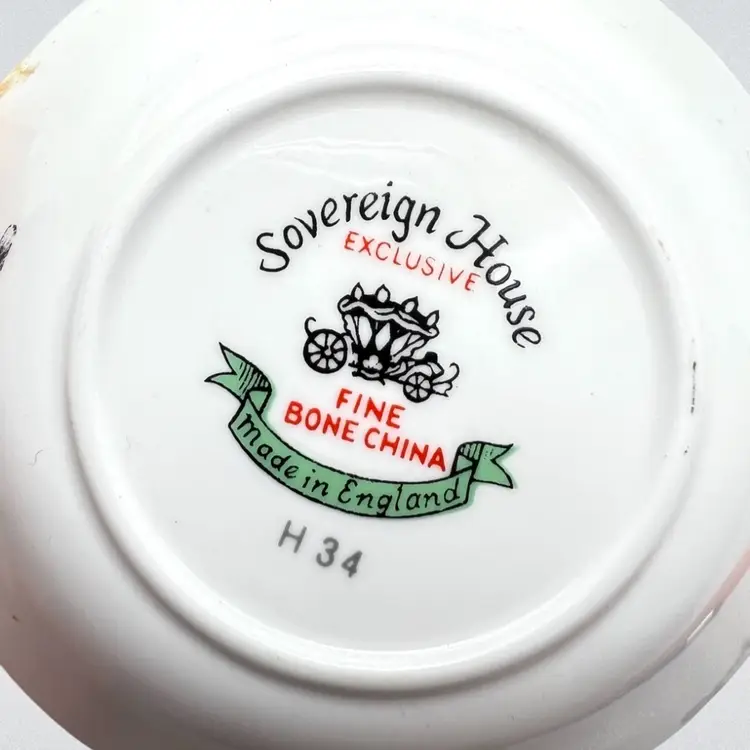 Sovereign House
EXCLUSIVE
FINE
BONE CHINA
Made in England
H 34